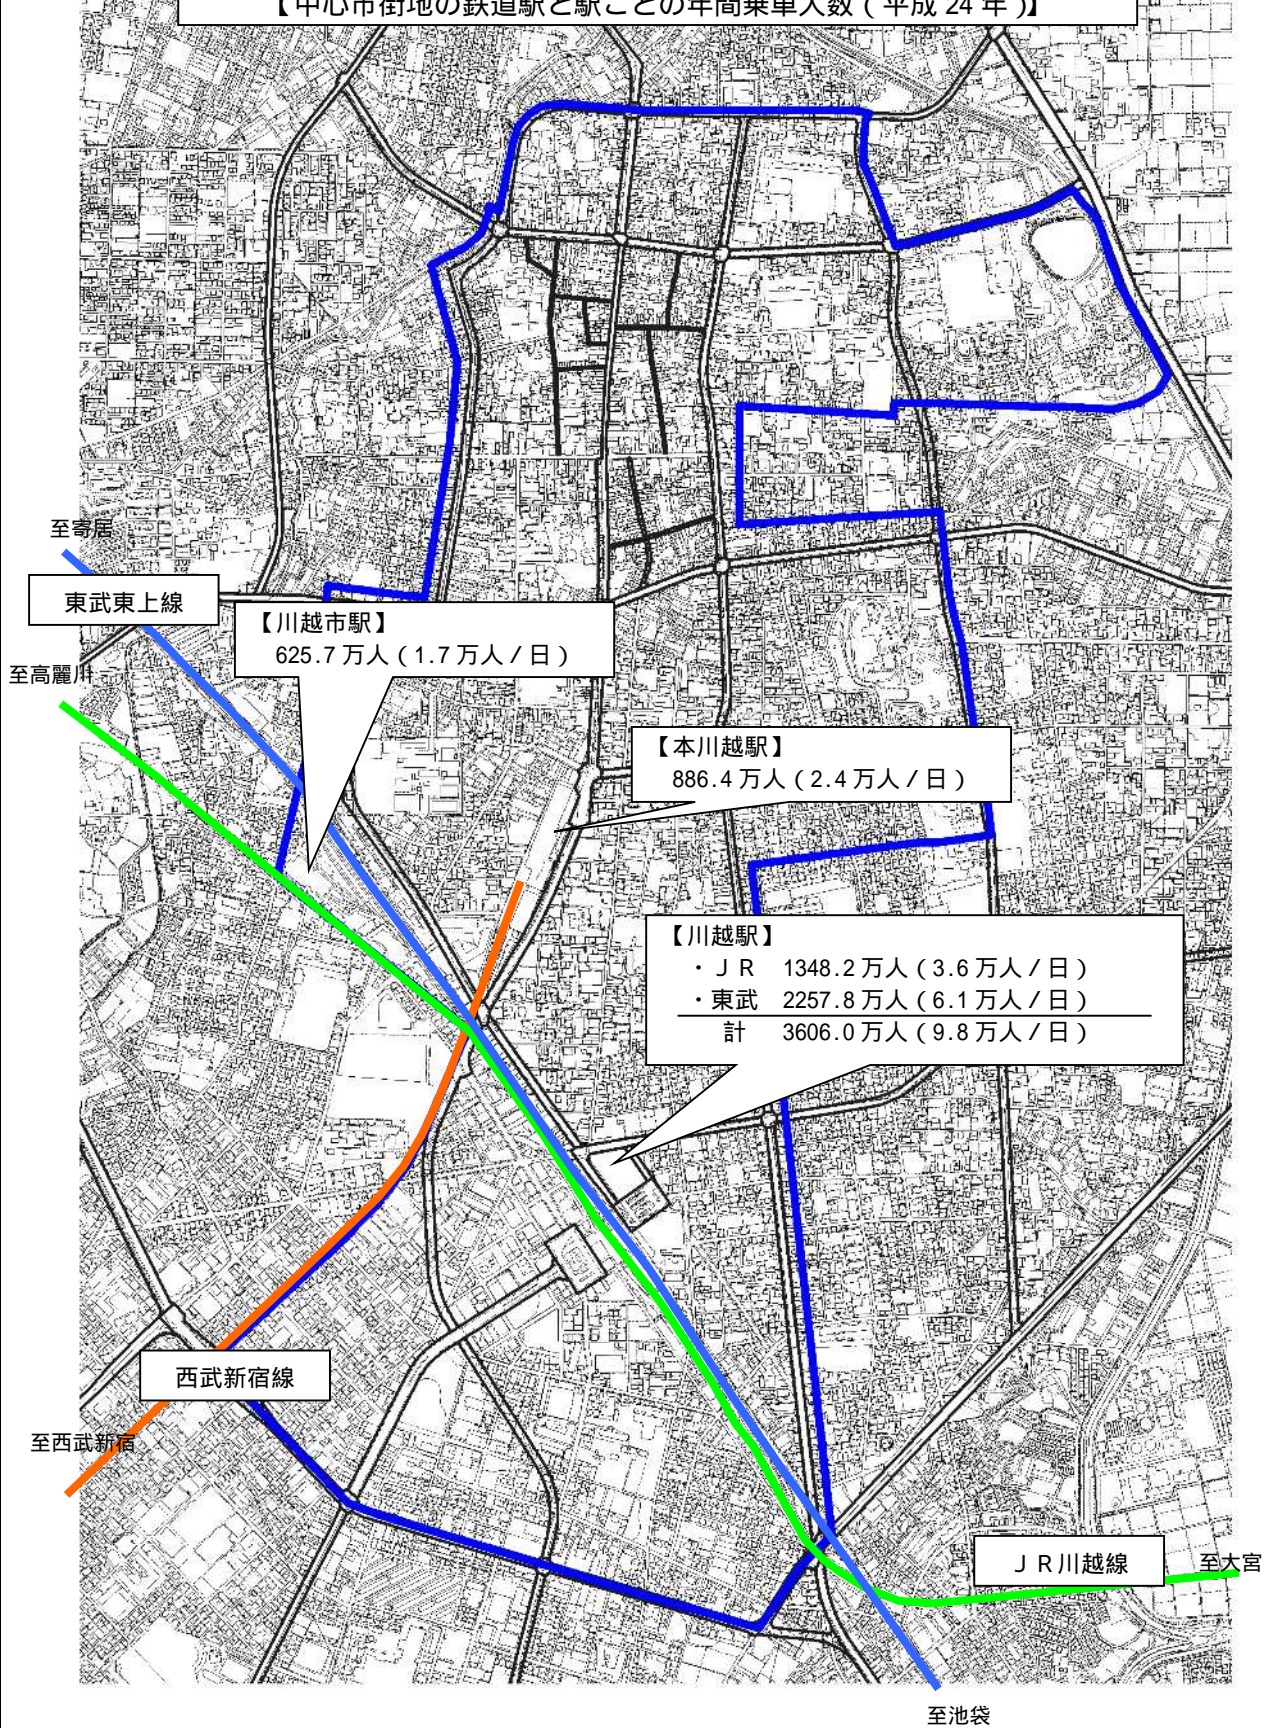 【中心市街地の鉄道駅と駅ごとの年間乗車人数（平成 24 年）】
至寄居
東武東上線
【川越市駅】
625.7 万人（1.7 万人／日）
至高麗川
【本川越駅】
886.4 万人（2.4 万人／日）
【川越駅】
・ＪＲ 1348.2 万人（3.6 万人／日）
・東武 2257.8 万人（6.1 万人／日）
計 3606.0 万人（9.8 万人／日）
西武新宿線
至西武新宿
ＪＲ川越線
至大宮
至池袋